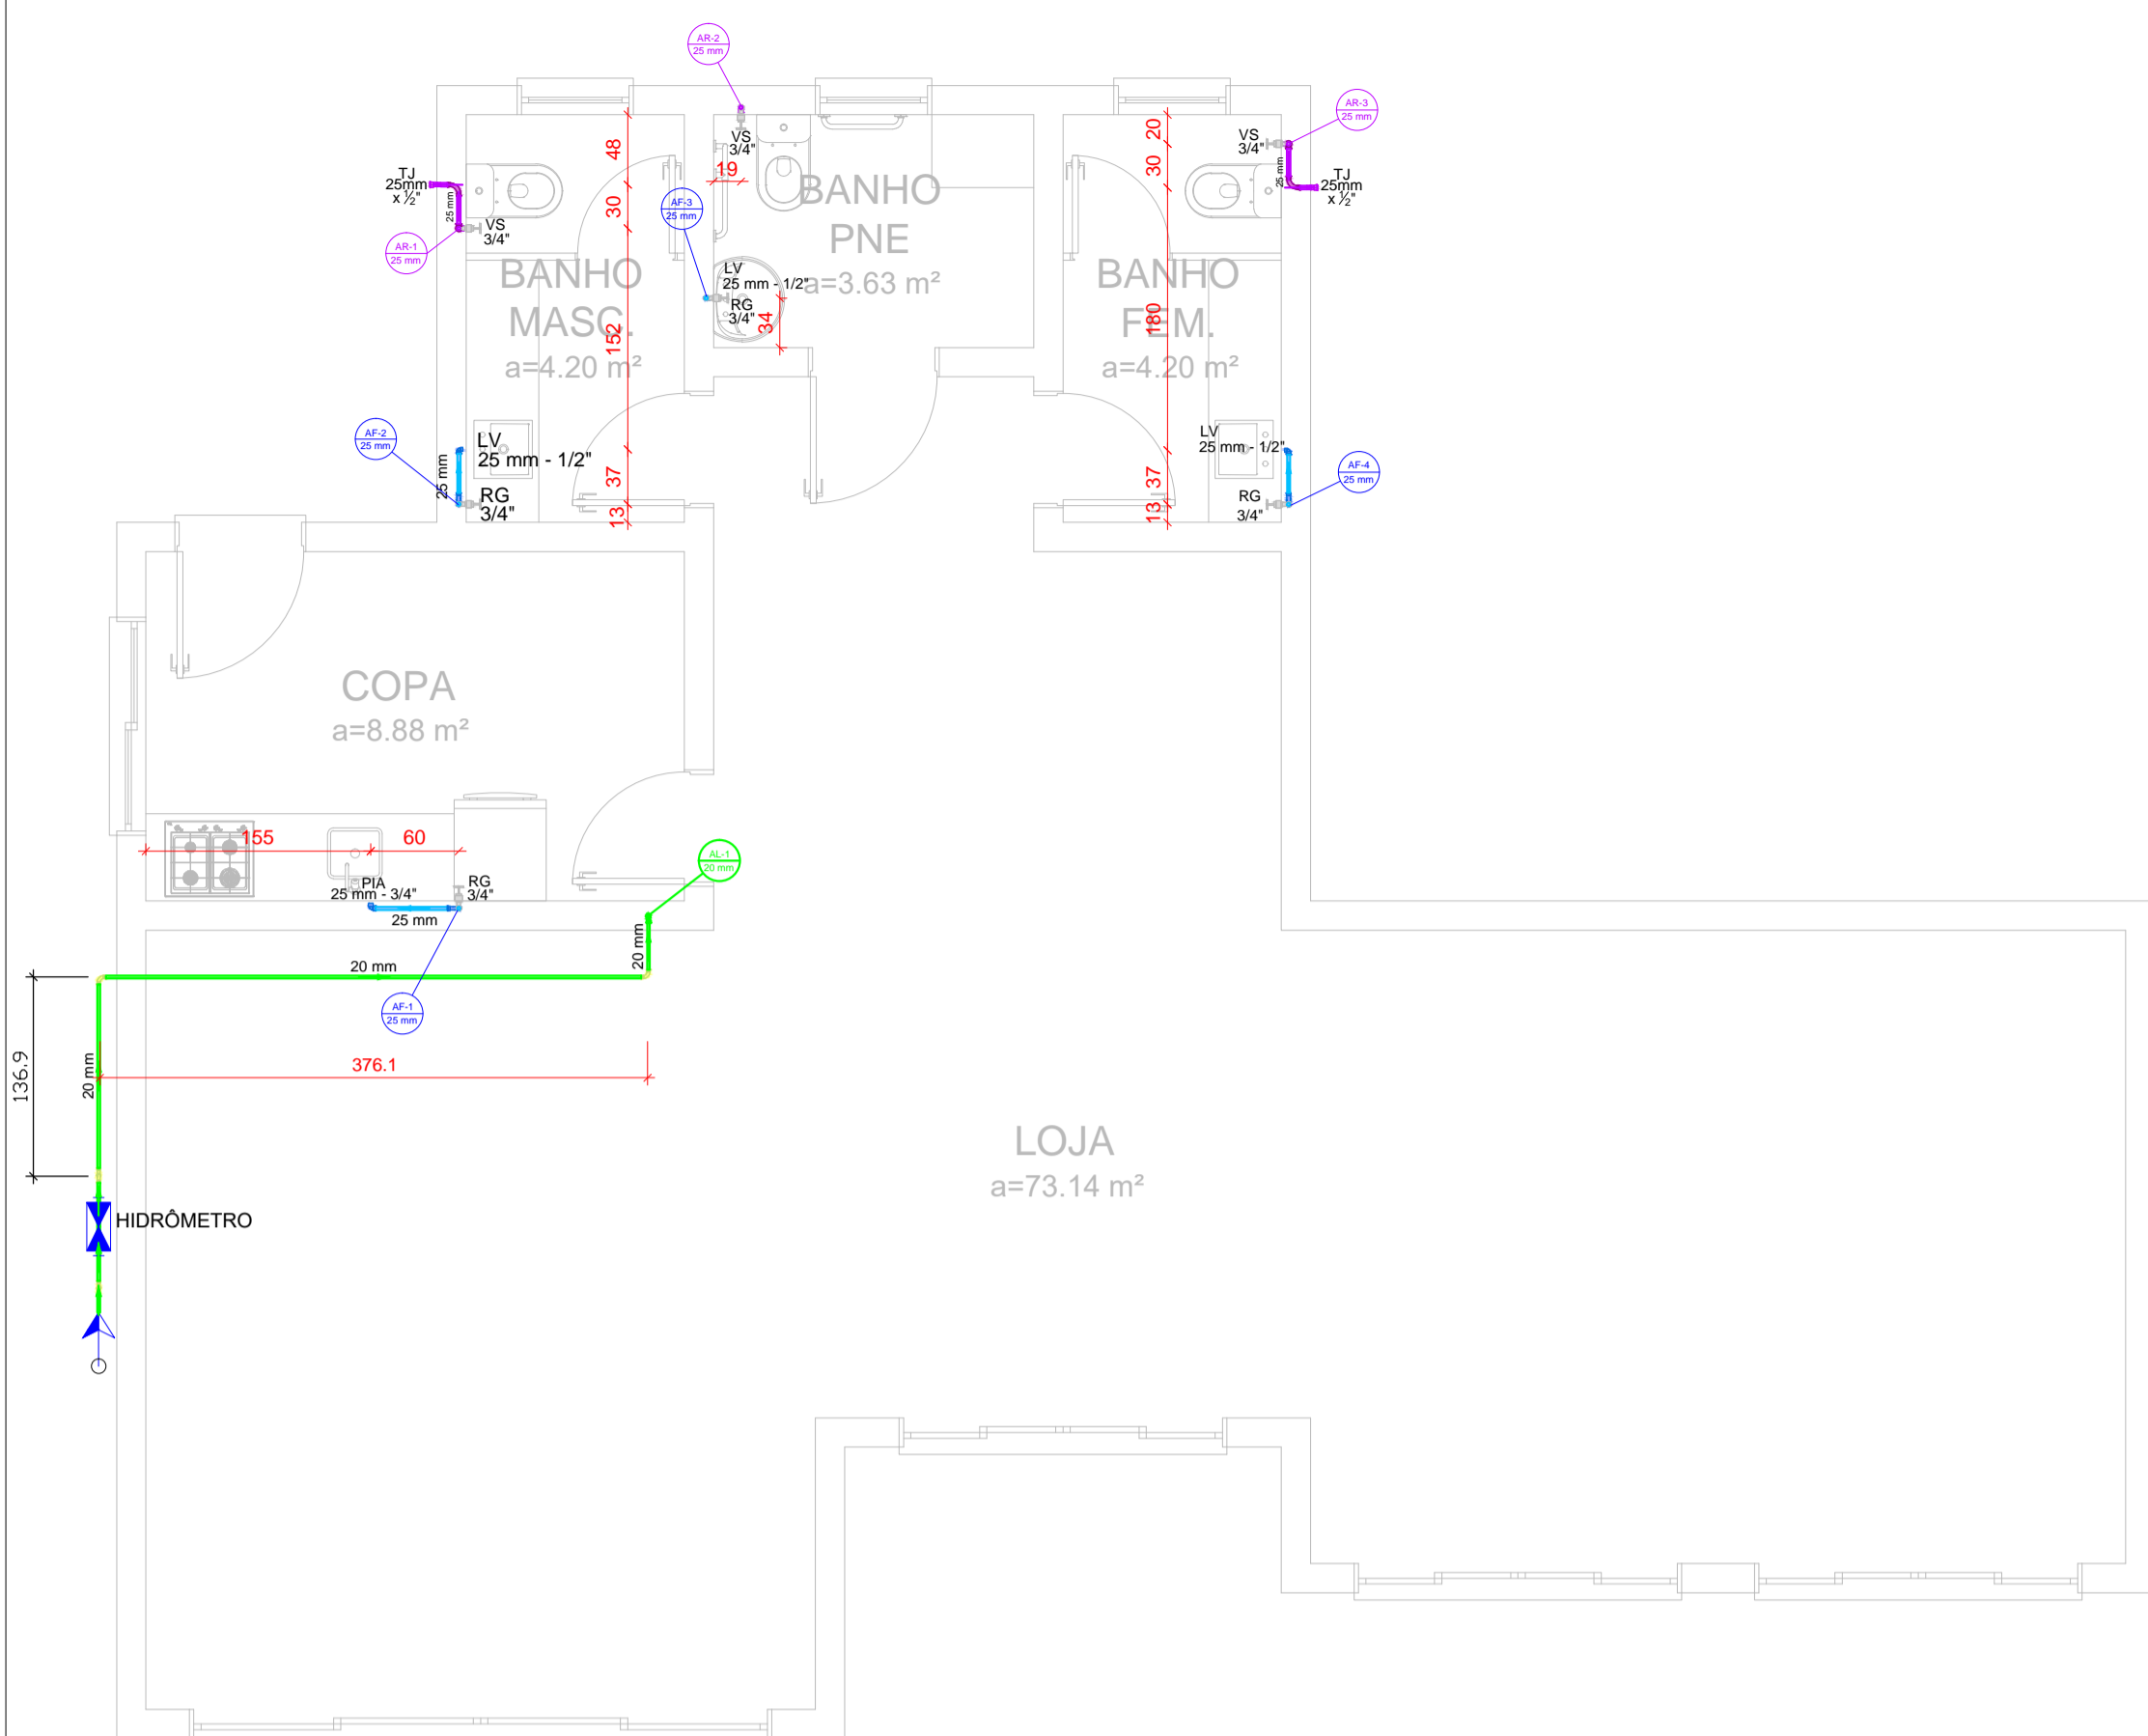 AR-2
25 mm
AR-3
25 mm
VS
3/4"
19
48
30
152
37
13
TJ
25mm
x ½"
25 mm
VS
3/4"
AR-1
25 mm
AF-3
25 mm
BANHO
PNE
a=3.63 m²
LV
25 mm - 1/2"
RG
3/4"
34
BANHO
MASC.
a=4.20 m²
BANHO
FEM.
a=4.20 m²
20
30
180
37
13
VS
3/4"
25 mm
TJ
25mm
x ½"
AF-2
25 mm
25 mm
LV
25 mm - 1/2"
RG
3/4"
LV
25 mm - 1/2"
RG
3/4"
AF-4
25 mm
COPA
a=8.88 m²
155
60
PIA
25 mm - 3/4"
RG
3/4"
25 mm
AL-1
20 mm
20 mm
20 mm
AF-1
25 mm
136.9
20 mm
376.1
HIDRÔMETRO
LOJA
a=73.14 m²